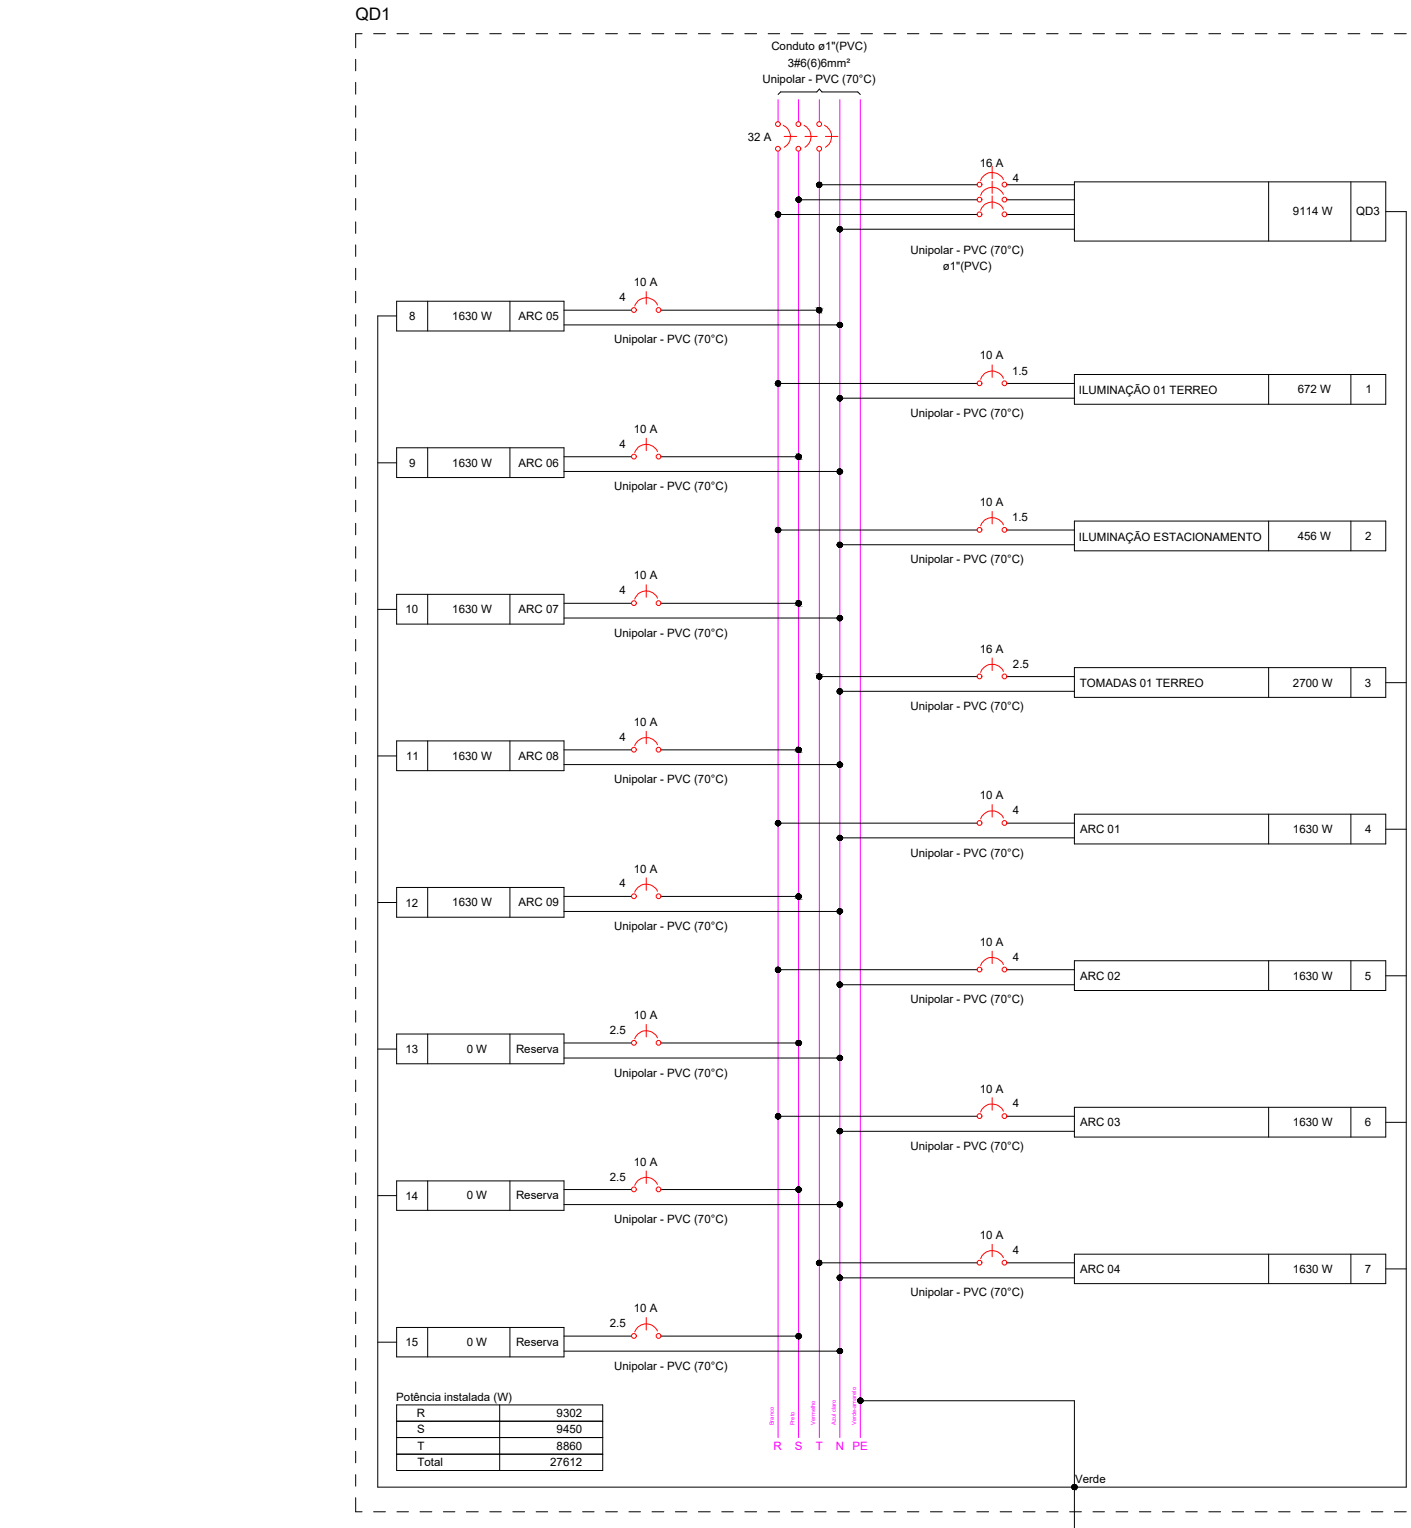 QD1
Conduto ø1"(PVC)
3#6(6)6mm²
Unipolar - PVC (70°C)
32 A
16 A
4
9114 W
QD3
Unipolar - PVC (70°C)
ø1"(PVC)
10 A
4
8
1630 W
ARC 05
Unipolar - PVC (70°C)
10 A
1.5
ILUMINAÇÃO 01 TERREO
672 W
1
Unipolar - PVC (70°C)
10 A
4
9
1630 W
ARC 06
Unipolar - PVC (70°C)
10 A
1.5
ILUMINAÇÃO ESTACIONAMENTO
456 W
2
Unipolar - PVC (70°C)
10 A
4
10
1630 W
ARC 07
Unipolar - PVC (70°C)
16 A
2.5
TOMADAS 01 TERREO
2700 W
3
Unipolar - PVC (70°C)
10 A
4
11
1630 W
ARC 08
Unipolar - PVC (70°C)
10 A
4
ARC 01
1630 W
4
Unipolar - PVC (70°C)
10 A
4
12
1630 W
ARC 09
Unipolar - PVC (70°C)
10 A
4
ARC 02
1630 W
5
Unipolar - PVC (70°C)
10 A
2.5
13
0 W
Reserva
Unipolar - PVC (70°C)
10 A
4
ARC 03
1630 W
6
Unipolar - PVC (70°C)
10 A
2.5
14
0 W
Reserva
Unipolar - PVC (70°C)
10 A
4
ARC 04
1630 W
7
Unipolar - PVC (70°C)
10 A
2.5
15
0 W
Reserva
Unipolar - PVC (70°C)
Potência instalada (W)
R 9302
S 9450
T 8860
Total 27612
Branco
Preto
Vermelho
Azul claro
Verde-amarelo
R S T N PE
Verde